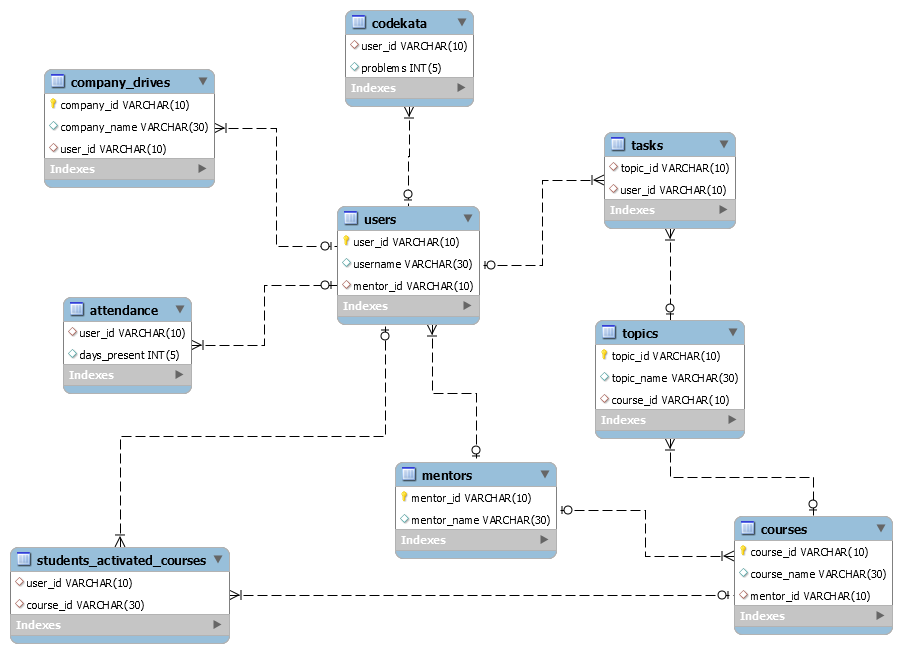 codekata
user_id VARCHAR(10)
problems INT(5)
Indexes
company_drives
company_id VARCHAR(10)
company_name VARCHAR(30)
user_id VARCHAR(10)
Indexes
tasks
topic_id VARCHAR(10)
user_id VARCHAR(10)
Indexes
users
user_id VARCHAR(10)
username VARCHAR(30)
mentor_id VARCHAR(10)
Indexes
attendance
user_id VARCHAR(10)
days_present INT(5)
Indexes
topics
topic_id VARCHAR(10)
topic_name VARCHAR(30)
course_id VARCHAR(10)
Indexes
mentors
mentor_id VARCHAR(10)
mentor_name VARCHAR(30)
Indexes
courses
course_id VARCHAR(10)
course_name VARCHAR(30)
mentor_id VARCHAR(10)
Indexes
students_activated_courses
user_id VARCHAR(10)
course_id VARCHAR(30)
Indexes